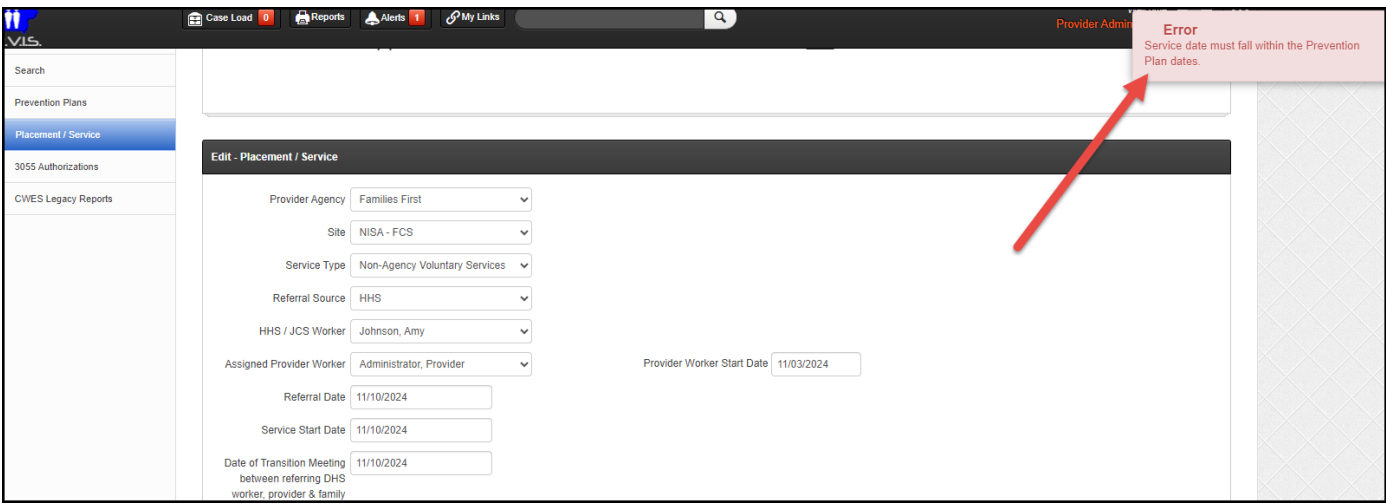 Case Load 0 Reports Alerts 1 My Links
Provider Admin
Error
Service date must fall within the Prevention
Plan dates.
.V.I.S.
Search
Prevention Plans
Placement / Service
3055 Authorizations
CWES Legacy Reports
Edit - Placement / Service
Provider Agency Families First
Site NISA - FCS
Service Type Non-Agency Voluntary Services
Referral Source HHS
HHS / JCS Worker Johnson, Amy
Assigned Provider Worker Administrator, Provider Provider Worker Start Date 11/03/2024
Referral Date 11/10/2024
Service Start Date 11/10/2024
Date of Transition Meeting 11/10/2024
between referring DHS
worker, provider & family